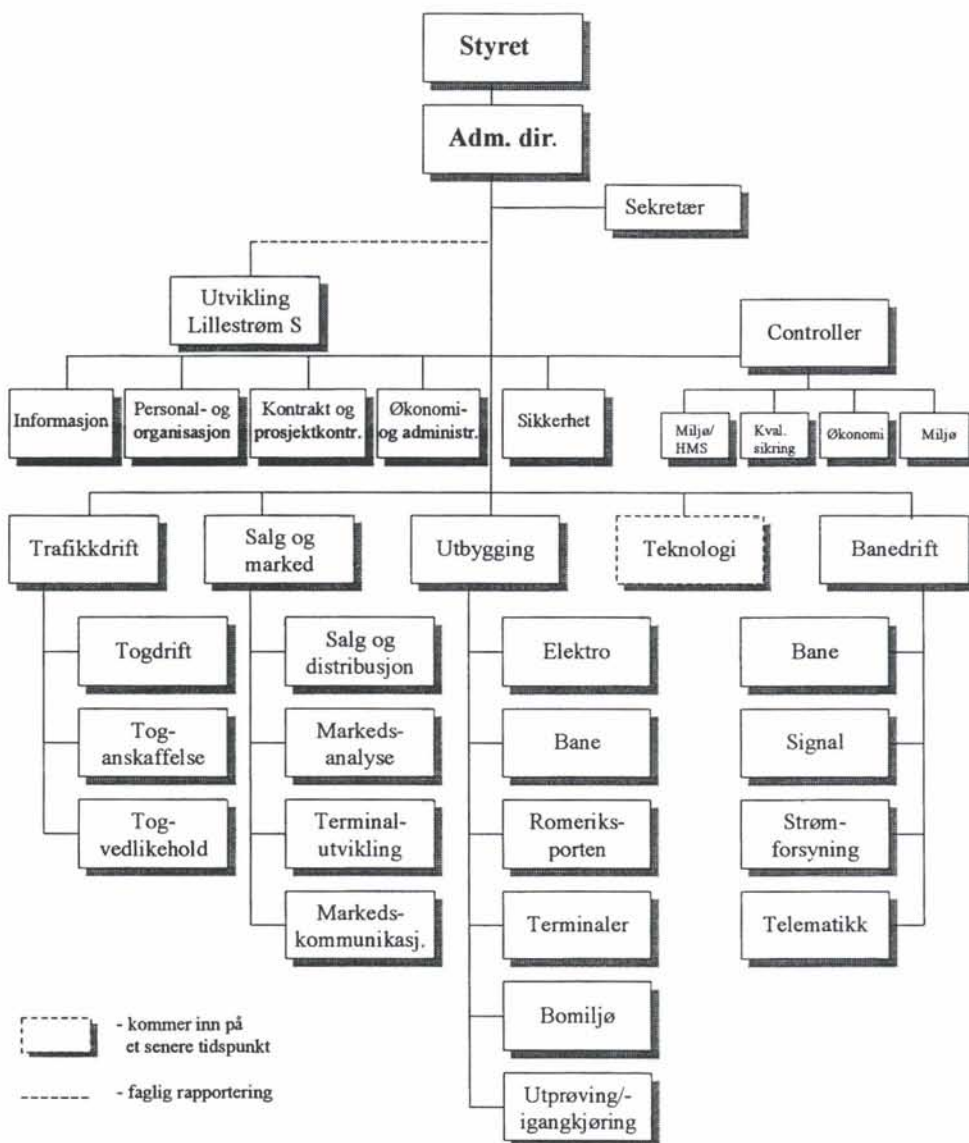 Styret
Adm. dir.
Sekretær
Utvikling
Lillestrøm S
Controller
Informasjon
Personal- og
organisasjon
Kontrakt og
prosjektkontr.
Økonomi-
og administr.
Sikkerhet
Miljø/
HMS
Kval.
sikring
Økonomi
Miljø
Trafikkdrift
Salg og
marked
Utbygging
Teknologi
Banedrift
Togdrift
Tog-
anskaffelse
Tog-
vedlikehold
Salg og
distribusjon
Markeds-
analyse
Terminal-
utvikling
Markeds-
kommunikasj.
Elektro
Bane
Romeriks-
porten
Terminaler
Bomiljø
Utprøving/-
igangkjøring
Bane
Signal
Strøm-
forsyning
Telematikk
- kommer inn på
et senere tidspunkt
- faglig rapportering